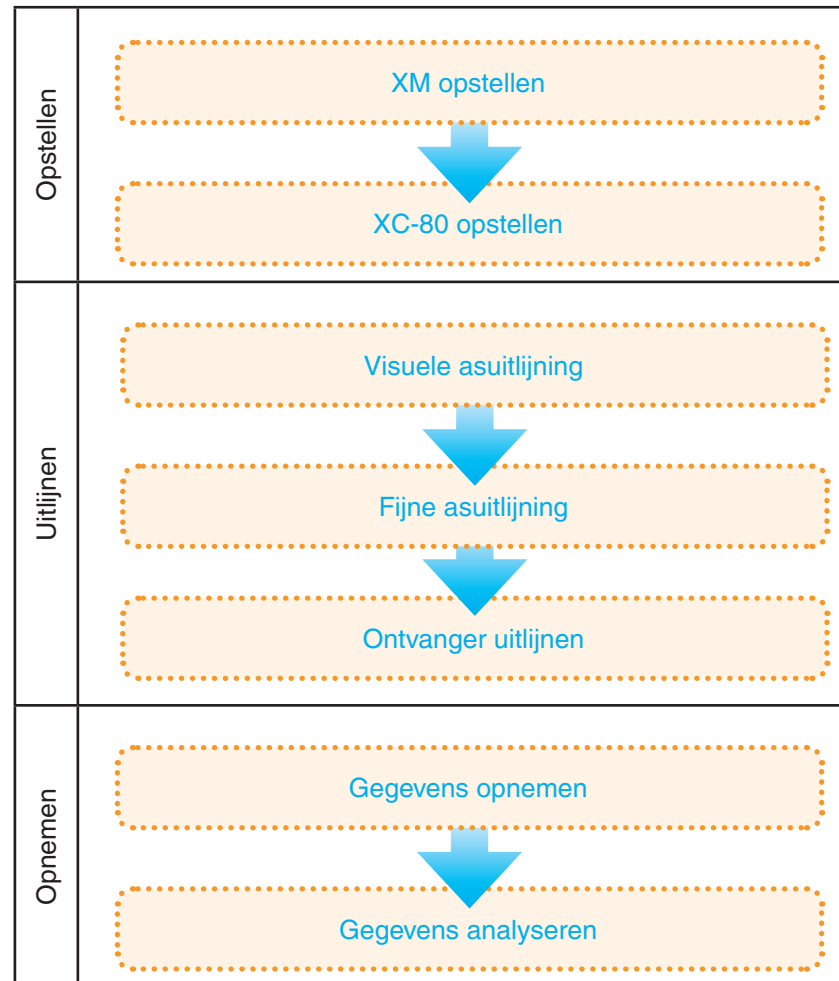 Opstellen
XM opstellen
XC-80 opstellen
Uitlijnen
Visuele asuitlijning
Fijne asuitlijning
Ontvanger uitlijnen
Opnemen
Gegevens opnemen
Gegevens analyseren